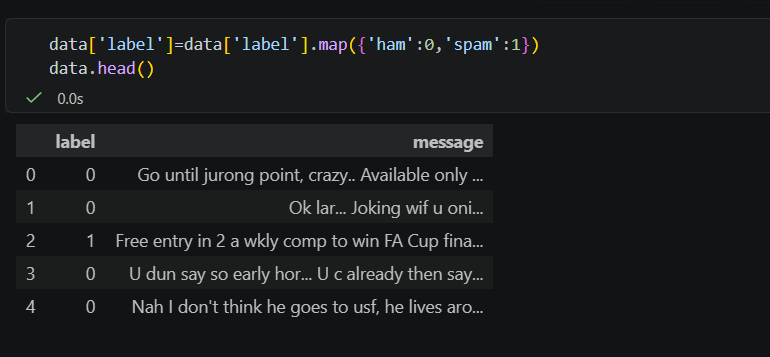 data['label']=data['label'].map({'ham':0,'spam':1})
data.head()
0.0s
label message
0 0 Go until jurong point, crazy.. Available only ...
1 0 Ok lar... Joking wif u oni...
2 1 Free entry in 2 a wkly comp to win FA Cup fina...
3 0 U dun say so early hor... U c already then say...
4 0 Nah I don't think he goes to usf, he lives aro...